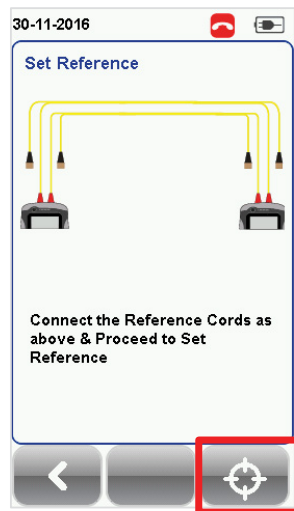 30-11-2016
Set Reference
Connect the Reference Cords as
above & Proceed to Set
Reference